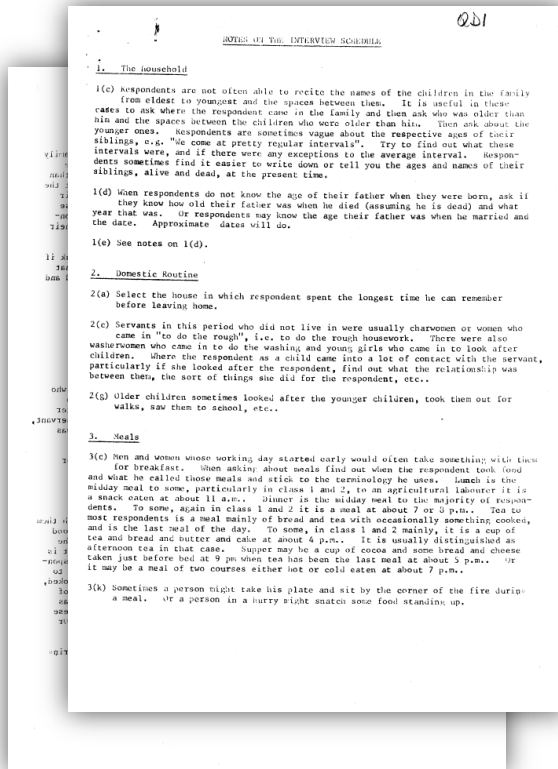 QD1
NOTES ON THE INTERVIEW SCHEDULE
1. The household
1(c) Respondents are not often able to recite the names of the children in the family
from eldest to youngest and the spaces between them. It is useful in these
cases to ask where the respondent came in the family and then ask who was older than
him and the spaces between the children who were older than him. Then ask about the
younger ones. Respondents are sometimes vague about the respective ages of their
siblings, e.g. "We come at pretty regular intervals". Try to find out what these
intervals were, and if there were any exceptions to the average interval. Respon-
dents sometimes find it easier to write down or tell you the ages and names of their
siblings, alive and dead, at the present time.
1(d) When respondents do not know the age of their father when they were born, ask if
they know how old their father was when he died (assuming he is dead) and what
year that was. Or respondents may know the age their father was when he married and
the date. Approximate dates will do.
1(e) See notes on 1(d).
2. Domestic Routine
2(a) Select the house in which respondent spent the longest time he can remember
before leaving home.
2(c) Servants in this period who did not live in were usually charwomen or women who
came in "to do the rough", i.e. to do the rough housework. There were also
washerwomen who came in to do the washing and young girls who came in to look after
children. Where the respondent as a child came into a lot of contact with the servant,
particularly if she looked after the respondent, find out what the relationship was
between them, the sort of things she did for the respondent, etc..
2(g) Older children sometimes looked after the younger children, took them out for
walks, saw them to school, etc..
3. Meals
3(c) Men and women whose working day started early would often take something with them
for breakfast. When asking about meals find out when the respondent took food
and what he called those meals and stick to the terminology he uses. Lunch is the
midday meal to some, particularly in class 1 and 2, to an agricultural labourer it is
a snack eaten at about 11 a.m.. Dinner is the midday meal to the majority of respon-
dents. To some, again in class 1 and 2 it is a meal at about 7 or 8 p.m.. Tea to
most respondents is a meal mainly of bread and tea with occasionally something cooked,
and is the last meal of the day. To some, in class 1 and 2 mainly, it is a cup of
tea and bread and butter and cake at about 4 p.m.. It is usually distinguished as
afternoon tea in that case. Supper may be a cup of cocoa and some bread and cheese
taken just before bed at 9 pm when tea has been the last meal at about 5 p.m.. Or
it may be a meal of two courses either hot or cold eaten at about 7 p.m..
3(k) Sometimes a person might take his plate and sit by the corner of the fire during
a meal. Or a person in a hurry might snatch some food standing up.